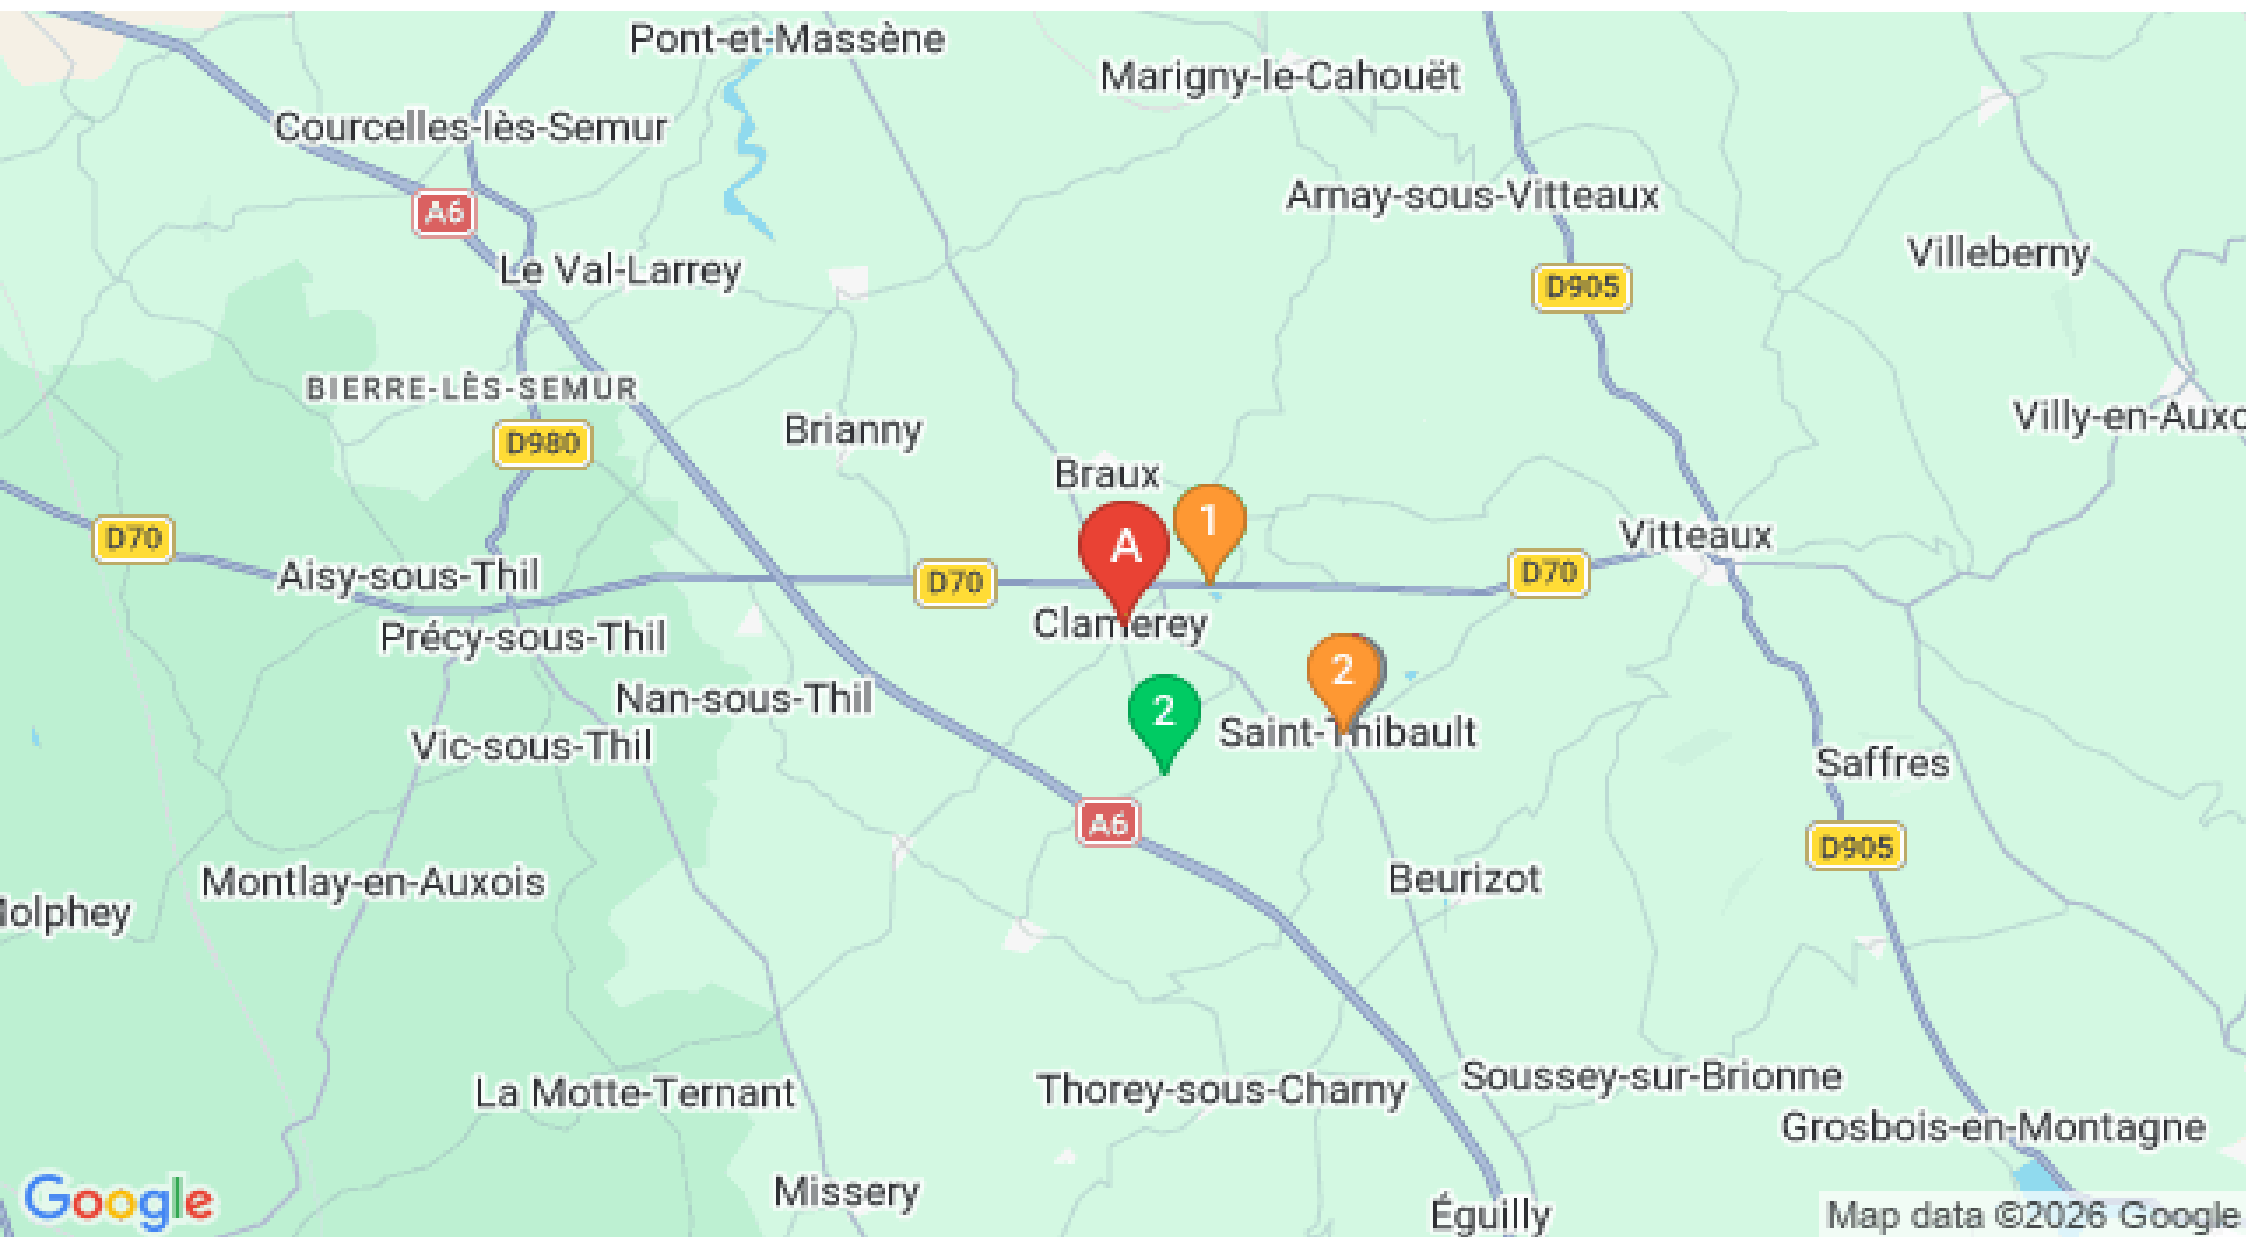 Pont-et-Massène
Marigny-le-Cahouët
Courcelles-lès-Semur
Arnay-sous-Vitteaux
A6
Villeberny
Le Val-Larrey
D905
BIERRE-LÈS-SEMUR
Villy-en-Auxo
Brianny
D980
Braux
1
D70
A
Vitteaux
Aisy-sous-Thil
D70
D70
Clamerey
Précy-sous-Thil
2
Nan-sous-Thil
2
Saint-Thibault
Vic-sous-Thil
Saffres
A6
D905
Montlay-en-Auxois
Beurizot
olphey
La Motte-Ternant
Thorey-sous-Charny
Soussey-sur-Brionne
Grosbois-en-Montagne
Missery
Google
Éguilly
Map data ©2026 Google